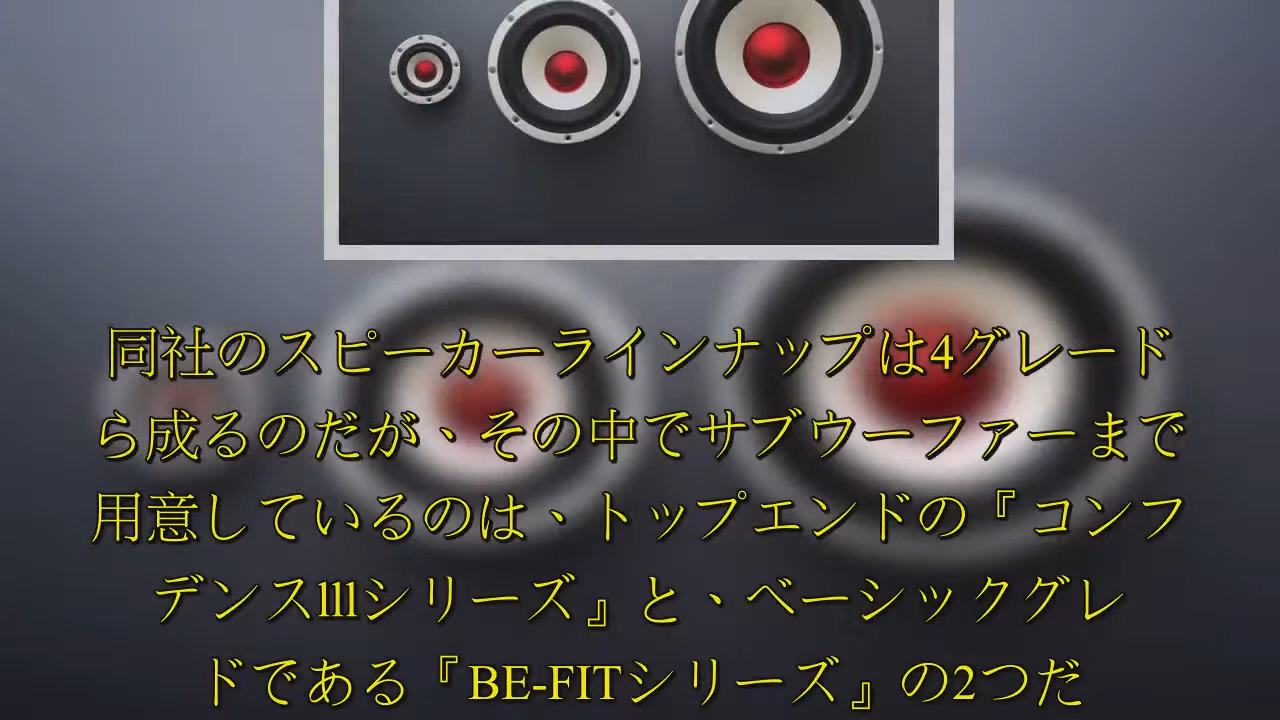 同社のスピーカーラインナップは4グレード
ら成るのだが、その中でサブウーファーまで
用意しているのは、トップエンドの『コンフ
デンスlllシリーズ』と、ベーシックグレ
ドである『BE-FITシリーズ』の2つだ